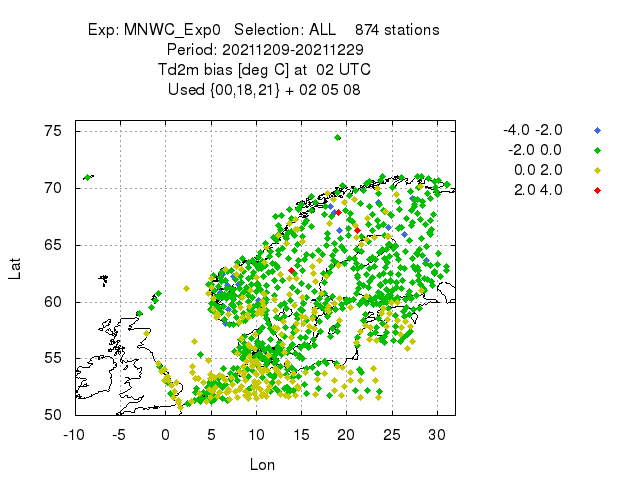 Exp: MNWC_Exp0 Selection: ALL 874 stations
Period: 20211209-20211229
Td2m bias [deg C] at 02 UTC
Used {00,18,21} + 02 05 08
-4.0 -2.0
-2.0 0.0
0.0 2.0
2.0 4.0
75
70
65
60
55
50
Lat
-10 -5 0 5 10 15 20 25 30
Lon